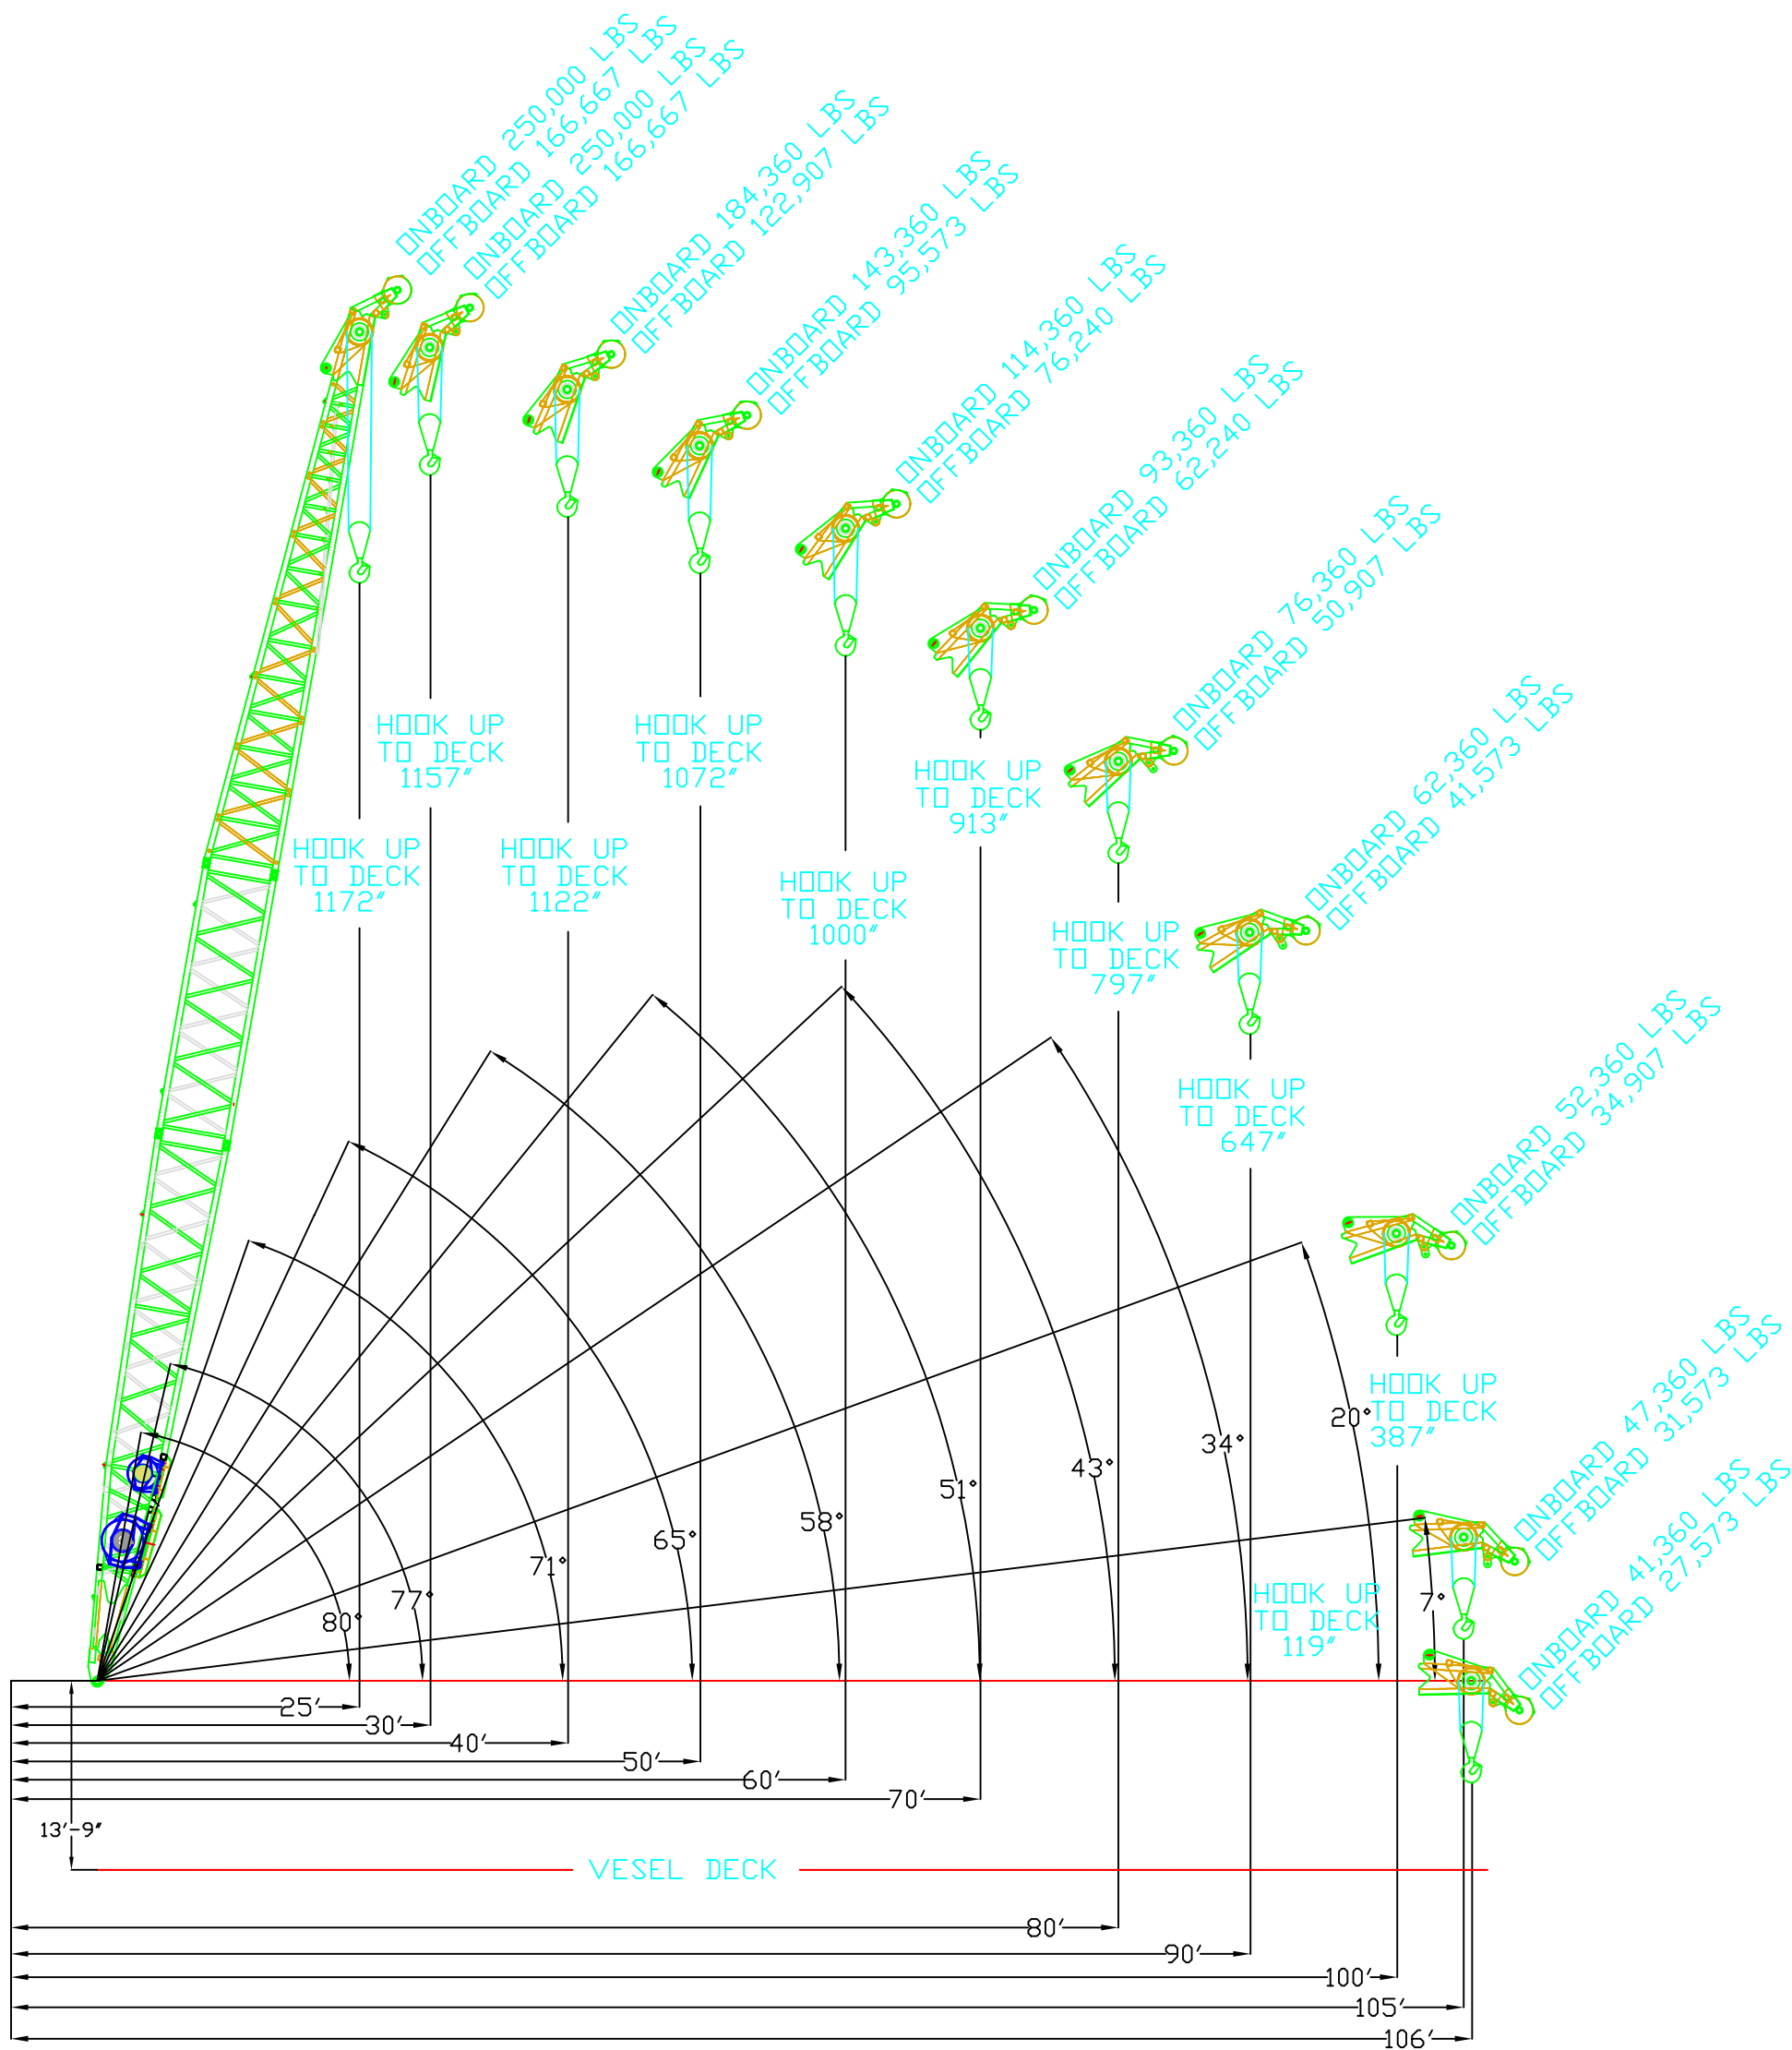 ONBOARD 250,000 LBS
OFFBOARD 166,667 LBS
ONBOARD 250,000 LBS
OFFBOARD 166,667 LBS
ONBOARD 184,360 LBS
OFFBOARD 122,907 LBS
ONBOARD 143,360 LBS
OFFBOARD 95,573 LBS
ONBOARD 114,360 LBS
OFFBOARD 76,240 LBS
ONBOARD 93,360 LBS
OFFBOARD 62,240 LBS
ONBOARD 76,360 LBS
OFFBOARD 50,907 LBS
ONBOARD 62,360 LBS
OFFBOARD 41,573 LBS
ONBOARD 52,360 LBS
OFFBOARD 34,907 LBS
ONBOARD 47,360 LBS
OFFBOARD 31,573 LBS
ONBOARD 41,360 LBS
OFFBOARD 27,573 LBS
HOOK UP
TO DECK
1172"
HOOK UP
TO DECK
1157"
HOOK UP
TO DECK
1122"
HOOK UP
TO DECK
1072"
HOOK UP
TO DECK
1000"
HOOK UP
TO DECK
913"
HOOK UP
TO DECK
797"
HOOK UP
TO DECK
647"
HOOK UP
TO DECK
387"
HOOK UP
TO DECK
119"
80°
77°
71°
65°
58°
51°
43°
34°
20°
7°
25'
30'
40'
50'
60'
70'
13'-9"
VESEL DECK
80'
90'
100'
105'
106'